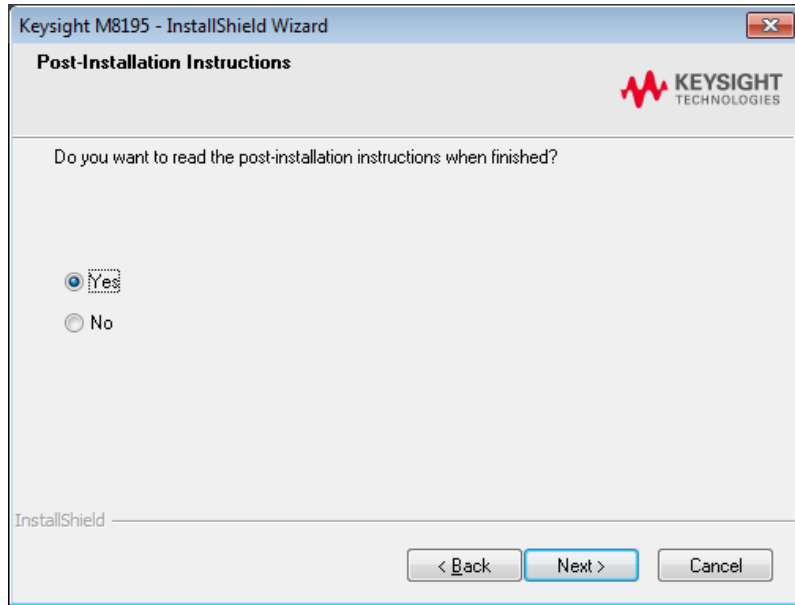 Keysight M8195 - InstallShield Wizard
Post-Installation Instructions
KEYSIGHT
TECHNOLOGIES
Do you want to read the post-installation instructions when finished?
Yes
No
InstallShield
< Back
Next >
Cancel